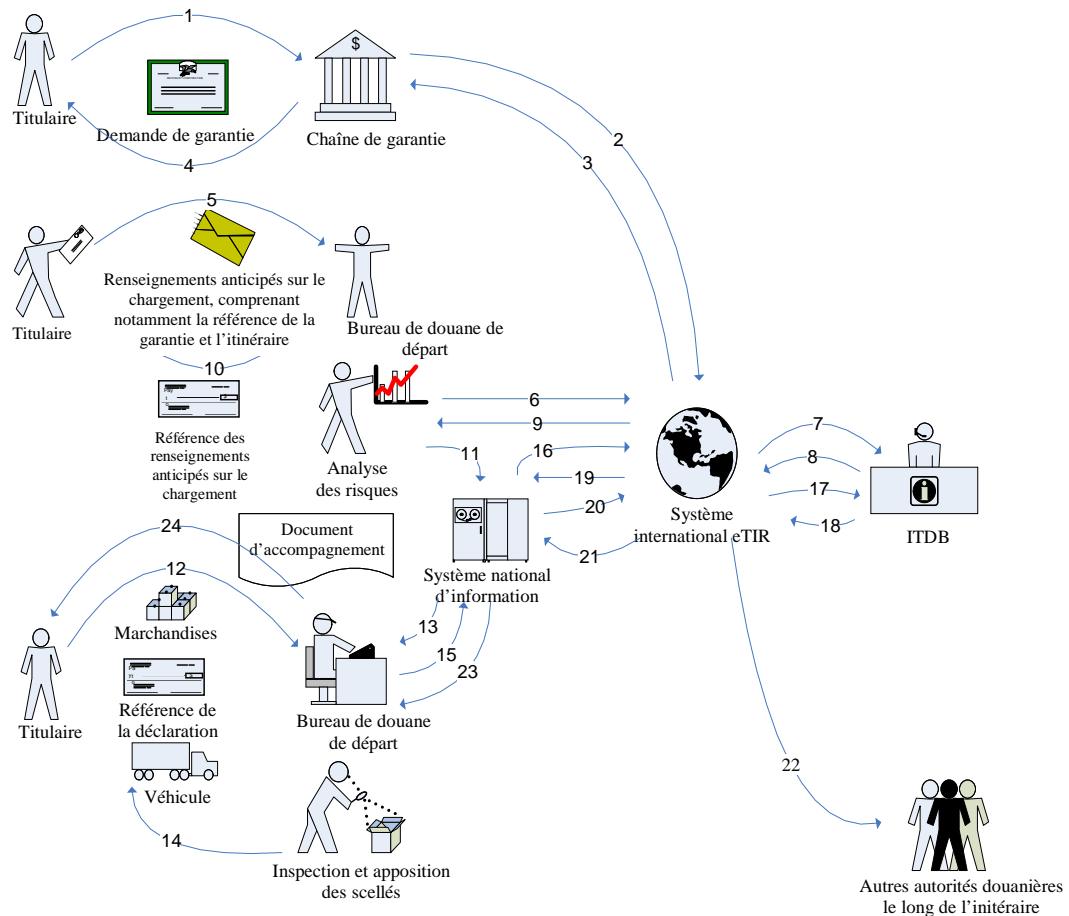 1
$
Titulaire
Demande de garantie
Chaîne de garantie
2
3
4
5
Renseignements anticipés sur le
chargement, comprenant
notamment la référence de la
garantie et l'itinéraire
Titulaire
Bureau de douane de
départ
10
Référence des
renseignements
anticipés sur le
chargement
Analyse
des risques
6
9
11
16
19
20
21
7
8
17
18
Système
international eTIR
ITDB
Système national
d'information
24
Document
d'accompagnement
12
Marchandises
13
15
23
Titulaire
Référence de
la déclaration
Bureau de douane
de départ
Véhicule
14
Inspection et apposition
des scellés
22
Autres autorités douanières
le long de l'initéraire